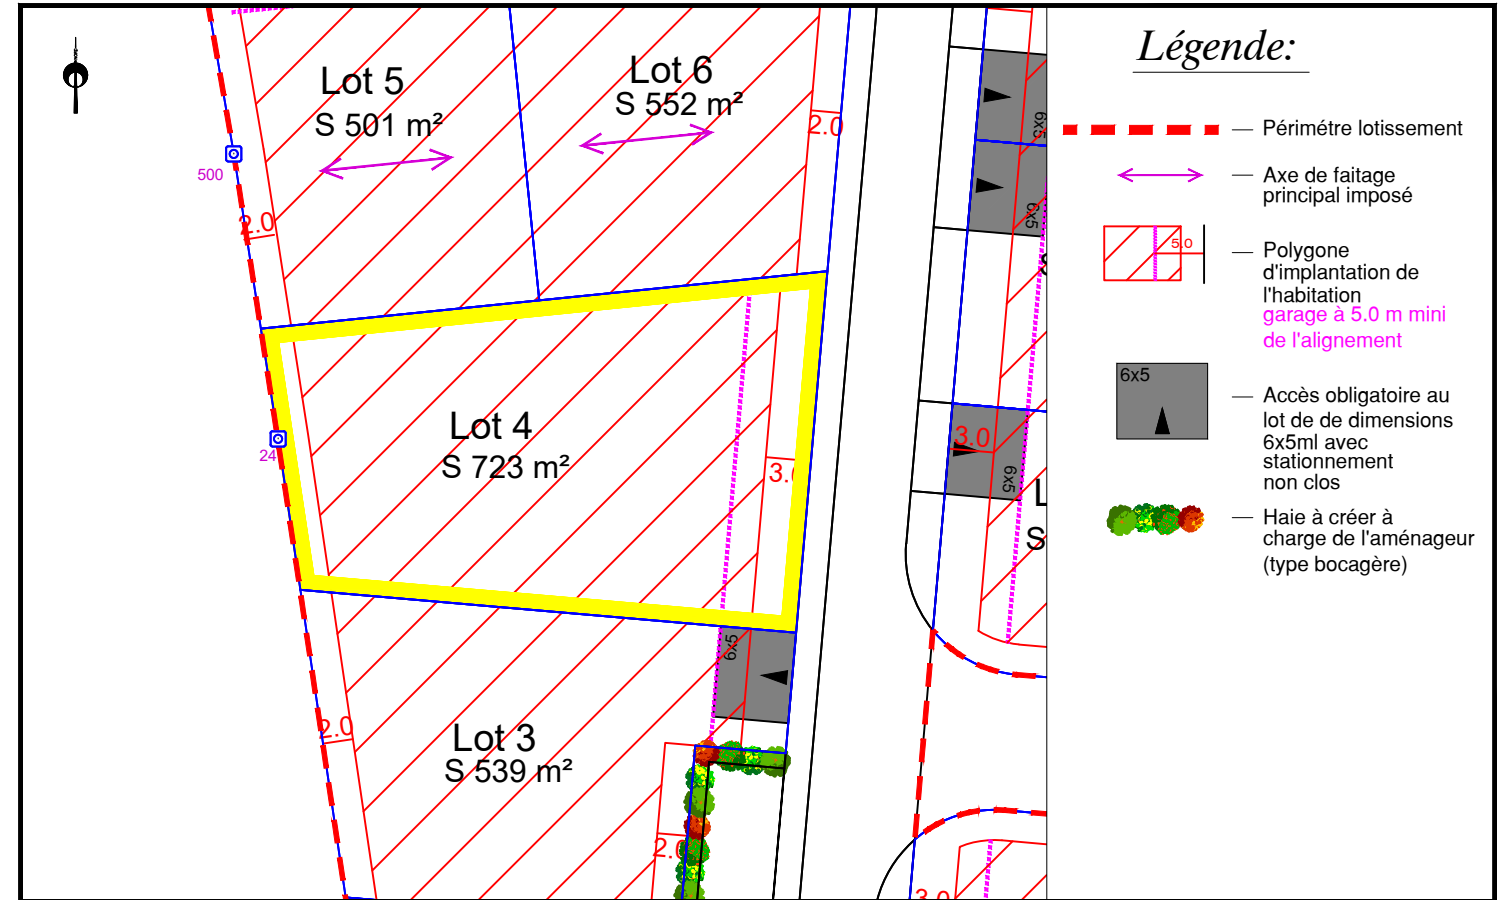 Lot 5
S 501 m²
Lot 6
S 552 m²
2.0
500
2.0
Lot 4
S 723 m²
24
3.0
6x5
2.0
Lot 3
S 539 m²
2.0
6x5
6x5
3.0
6x5
S
3.0
Légende:
Périmétre lotissement
Axe de faitage
principal imposé
5.0
Polygone
d'implantation de
l'habitation
garage à 5.0 m mini
de l'alignement
6x5
Accès obligatoire au
lot de de dimensions
6x5ml avec
stationnement
non clos
Haie à créer à
charge de l'aménageur
(type bocagère)